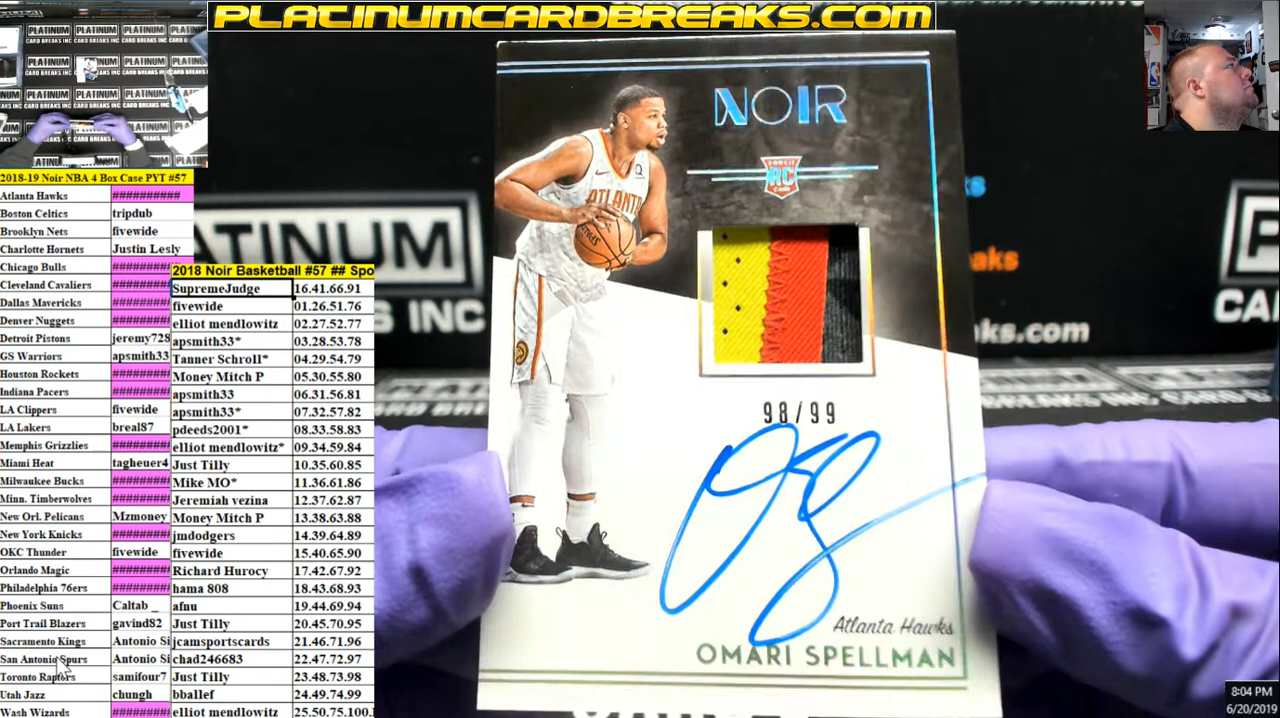 PLATINUMCARDBREAKS.COM
2018-19 Noir NBA 4 Box Case PYT #57
Atlanta Hawks ##########
Boston Celtics tripdub
Brooklyn Nets fivewide
Charlotte Hornets Justin Lesly
Chicago Bulls ########
Cleveland Cavaliers ########
Dallas Mavericks ########
Denver Nuggets ########
Detroit Pistons jeremy728
GS Warriors apsmith33
Houston Rockets ########
Indiana Pacers ########
LA Clippers fivewide
LA Lakers breal87
Memphis Grizzlies ########
Miami Heat tagheuer4
Milwaukee Bucks ########
Minn. Timberwolves ########
New Orl. Pelicans Mzmoney
New York Knicks ########
OKC Thunder fivewide
Orlando Magic ########
Philadelphia 76ers ########
Phoenix Suns Caltab_
Port Trail Blazers gavind82
Sacramento Kings Antonio Si
San Antonio Spurs Antonio Si
Toronto Raptors samifour7
Utah Jazz chungh
Wash Wizards ########
2018 Noir Basketball #57 ## Spo
SupremeJudge 16.41.66.91
fivewide 01.26.51.76
elliot mendlowitz 02.27.52.77
apsmith33* 03.28.53.78
Tanner Schroll* 04.29.54.79
Money Mitch P 05.30.55.80
apsmith33 06.31.56.81
apsmith33* 07.32.57.82
pdeeds2001* 08.33.58.83
elliot mendlowitz* 09.34.59.84
Just Tilly 10.35.60.85
Mike MO* 11.36.61.86
Jeremiah vezina 12.37.62.87
Money Mitch P 13.38.63.88
jmdodgers 14.39.64.89
fivewide 15.40.65.90
Richard Hurocy 17.42.67.92
hama 808 18.43.68.93
afnu 19.44.69.94
Just Tilly 20.45.70.95
jcamsportscards 21.46.71.96
chad246683 22.47.72.97
Just Tilly 23.48.73.98
bballef 24.49.74.99
elliot mendlowitz 25.50.75.100.
NOIR
RC
ATLANTA
98/99
Atlanta Hawks
OMARI SPELLMAN
8:04 PM
6/20/2019